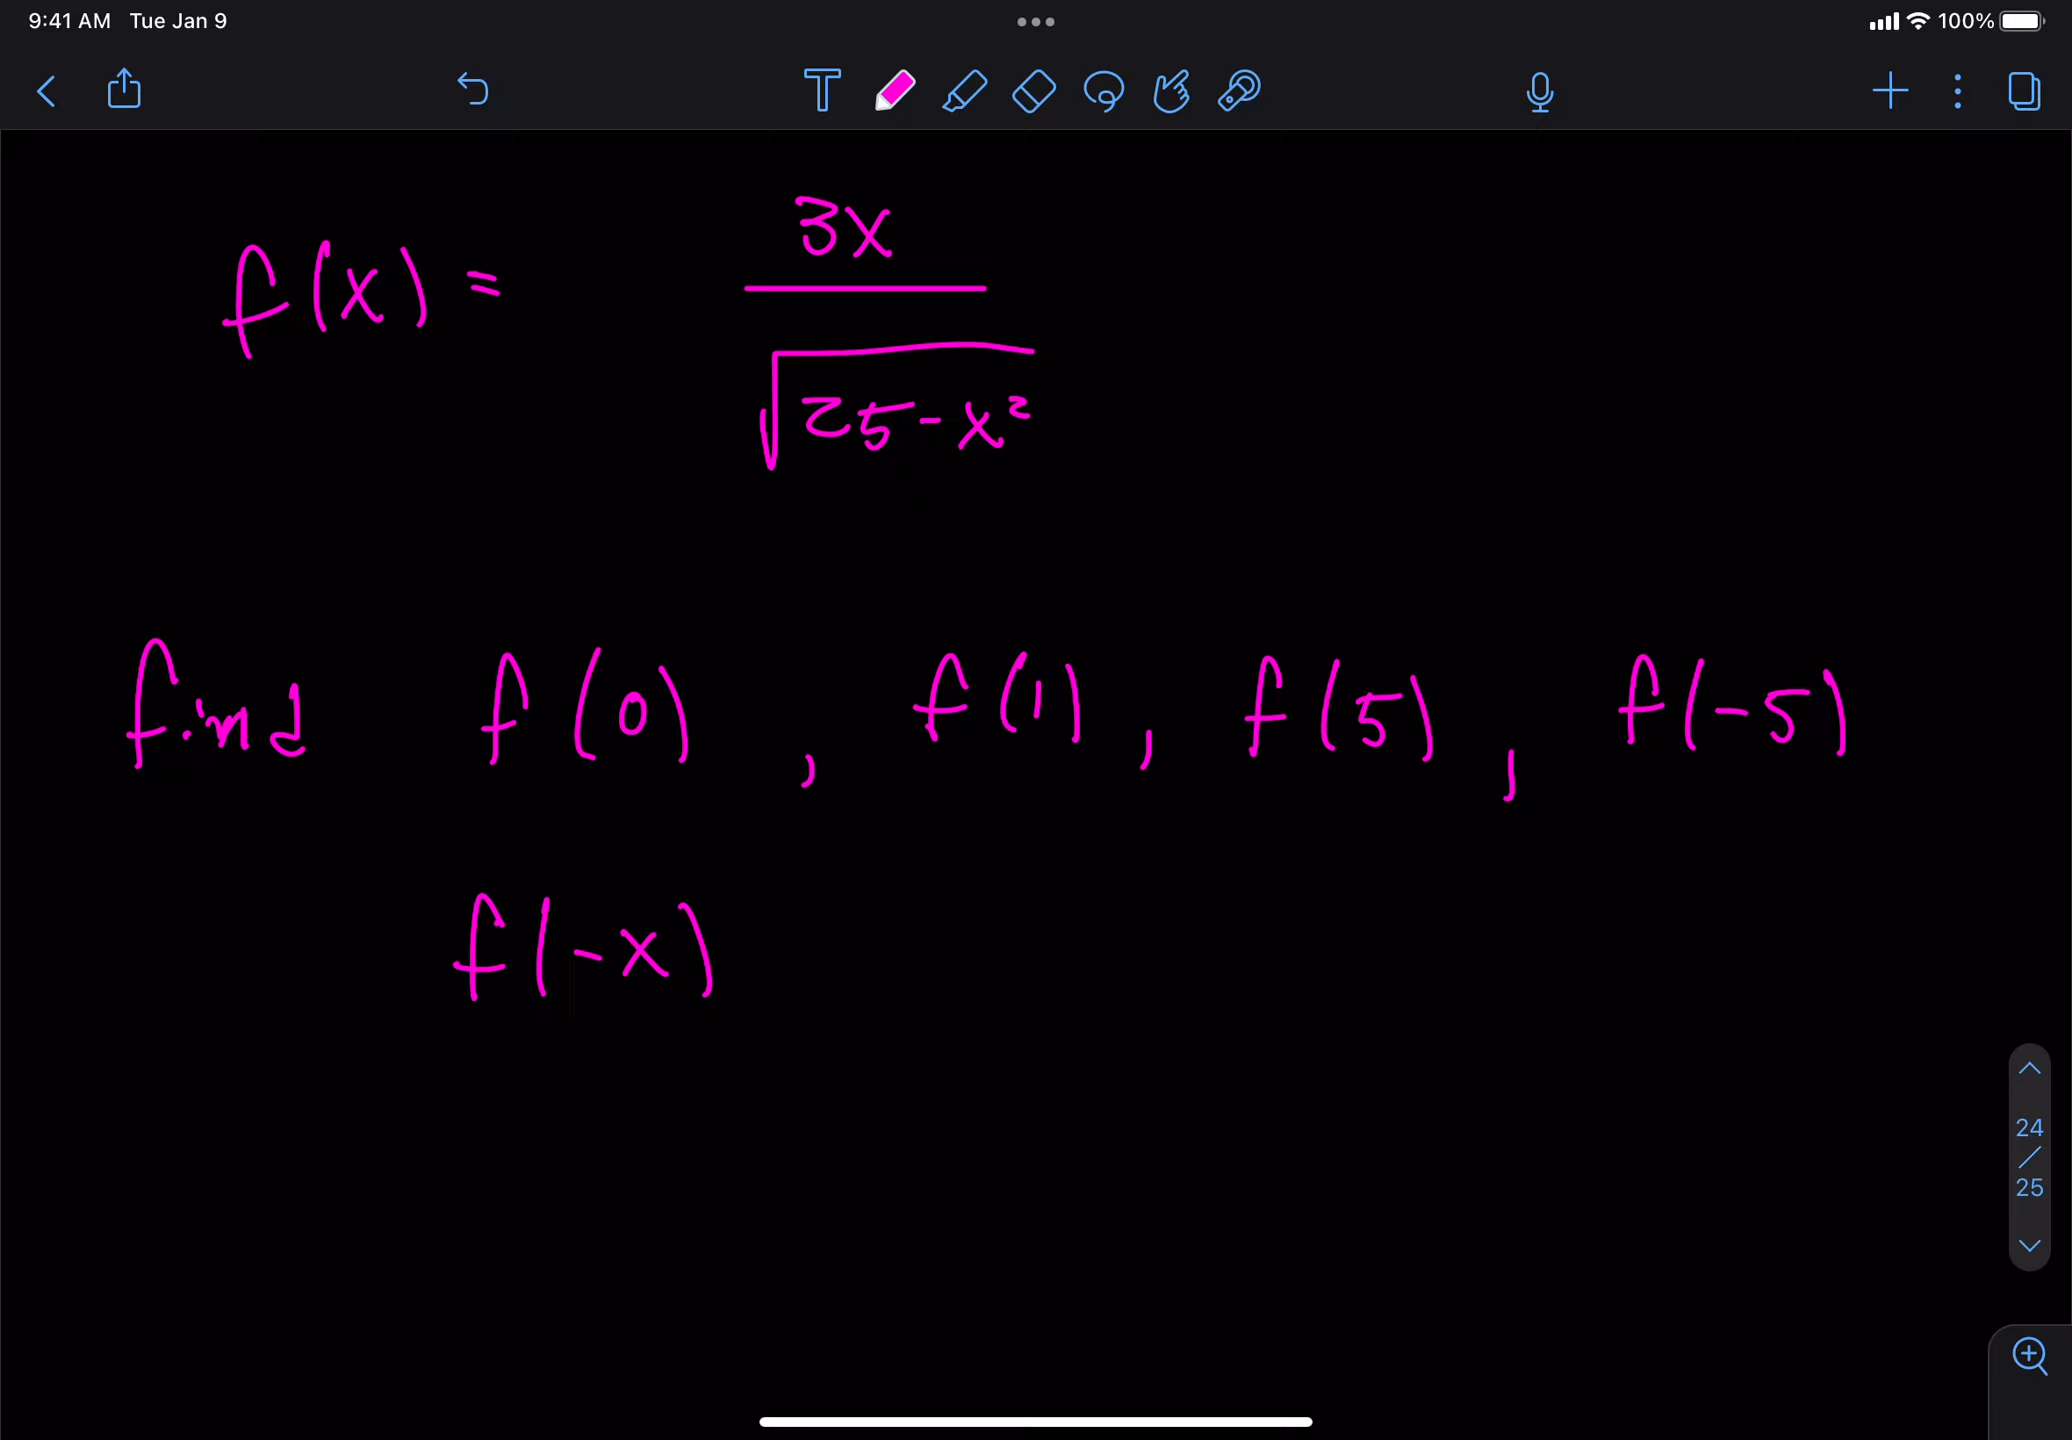 9:41 AM Tue Jan 9 100%
f(x) = 3x / √25-x²
find f(0) , f(1) , f(5) , f(-5)
f(-x)
24
/
25